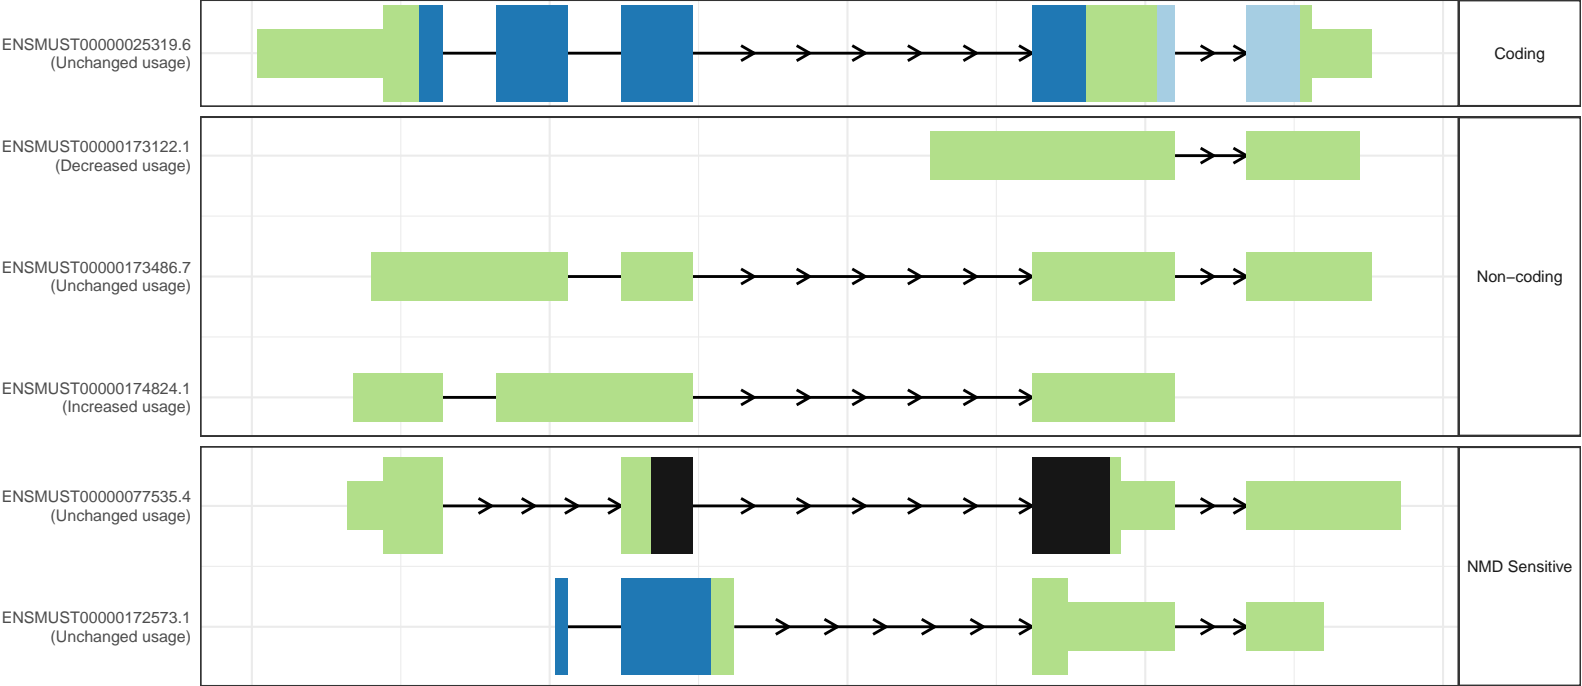 ENSMUST00000025319.6
(Unchanged usage)
Coding
ENSMUST00000173122.1
(Decreased usage)
ENSMUST00000173486.7
(Unchanged usage)
Non−coding
ENSMUST00000174824.1
(Increased usage)
ENSMUST00000077535.4
(Unchanged usage)
NMD Sensitive
ENSMUST00000172573.1
(Unchanged usage)